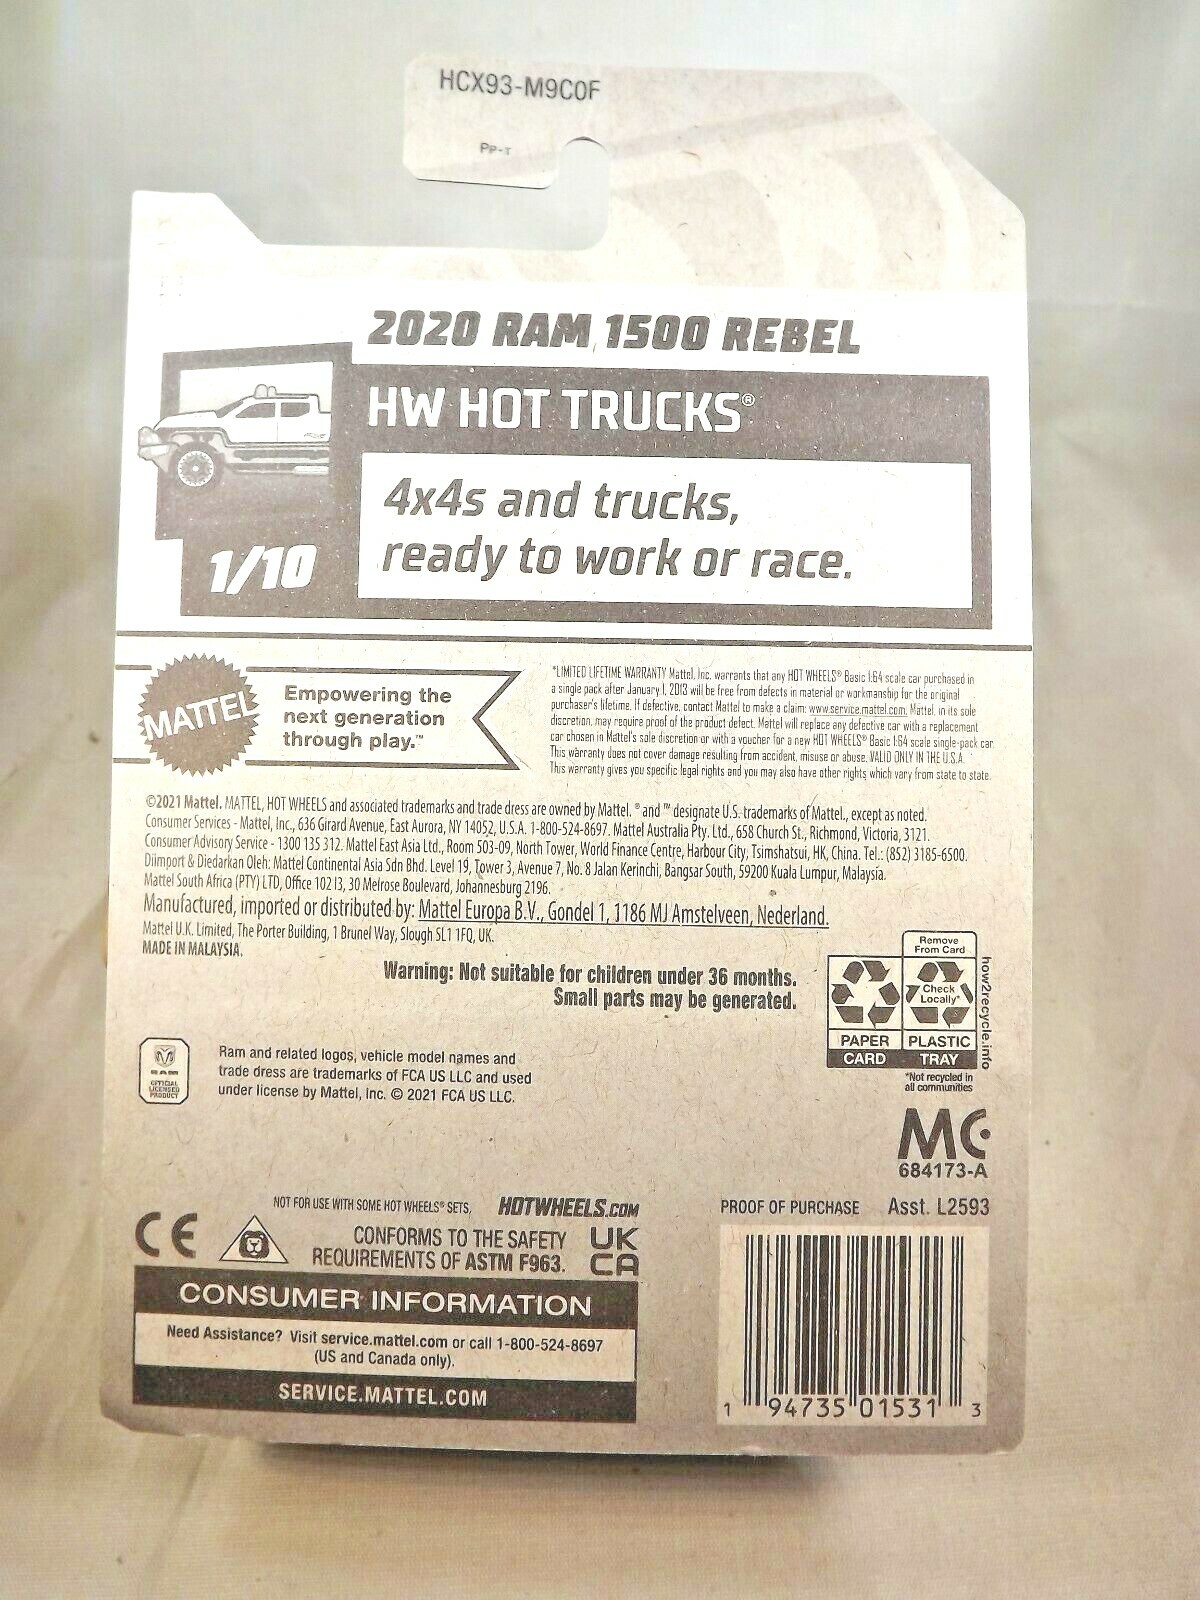 HCX93-M9C0F
PP-T
2020 RAM 1500 REBEL
HW HOT TRUCKS®
4x4s and trucks,
ready to work or race.
1/10
MATTEL
Empowering the
next generation
through play.™
*LIMITED LIFETIME WARRANTY Mattel, Inc. warrants that any HOT WHEELS® Basic 1:64 scale car purchased in
a single pack after January 1, 2013 will be free from defects in material or workmanship for the original
purchaser's lifetime. If defective, contact Mattel to make a claim: www.service.mattel.com. Mattel, in its sole
discretion, may require proof of the product defect. Mattel will replace any defective car with a replacement
car chosen in Mattel's sole discretion or with a voucher for a new HOT WHEELS® Basic 1:64 scale single-pack car.
This warranty does not cover damage resulting from accident, misuse or abuse. VALID ONLY IN THE U.S.A.
This warranty gives you specific legal rights and you may also have other rights which vary from state to state.
©2021 Mattel. MATTEL, HOT WHEELS and associated trademarks and trade dress are owned by Mattel. ® and ™ designate U.S. trademarks of Mattel, except as noted.
Consumer Services - Mattel, Inc., 636 Girard Avenue, East Aurora, NY 14052, U.S.A. 1-800-524-8697. Mattel Australia Pty. Ltd., 658 Church St., Richmond, Victoria, 3121.
Consumer Advisory Service - 1300 135 312. Mattel East Asia Ltd., Room 503-09, North Tower, World Finance Centre, Harbour City, Tsimshatsui, HK, China. Tel.: (852) 3185-6500.
Diimport & Diedarkan Oleh: Mattel Continental Asia Sdn Bhd. Level 19, Tower 3, Avenue 7, No. 8 Jalan Kerinchi, Bangsar South, 59200 Kuala Lumpur, Malaysia.
Mattel South Africa (PTY) LTD, Office 102 I3, 30 Melrose Boulevard, Johannesburg 2196.
Manufactured, imported or distributed by: Mattel Europa B.V., Gondel 1, 1186 MJ Amstelveen, Nederland.
Mattel U.K. Limited, The Porter Building, 1 Brunel Way, Slough SL1 1FQ, UK.
MADE IN MALAYSIA.
Warning: Not suitable for children under 36 months.
Small parts may be generated.
Remove
From Card
Check
Locally*
PAPER
CARD
PLASTIC
TRAY
how2recycle.info
*Not recycled in
all communities
RAM
OFFICIAL
LICENSED
PRODUCT
Ram and related logos, vehicle model names and
trade dress are trademarks of FCA US LLC and used
under license by Mattel, Inc. © 2021 FCA US LLC.
MC
684173-A
NOT FOR USE WITH SOME HOT WHEELS® SETS.
HOTWHEELS.COM
PROOF OF PURCHASE
Asst. L2593
CE
CONFORMS TO THE SAFETY
REQUIREMENTS OF ASTM F963.
UK
CA
CONSUMER INFORMATION
Need Assistance? Visit service.mattel.com or call 1-800-524-8697
(US and Canada only).
SERVICE.MATTEL.COM
1 94735 01531 3